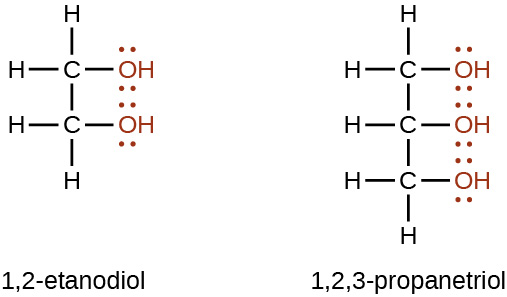 H H
H C OH H C OH
H C OH H C OH
H H C OH
H
1,2-etanodiol 1,2,3-propanetriol